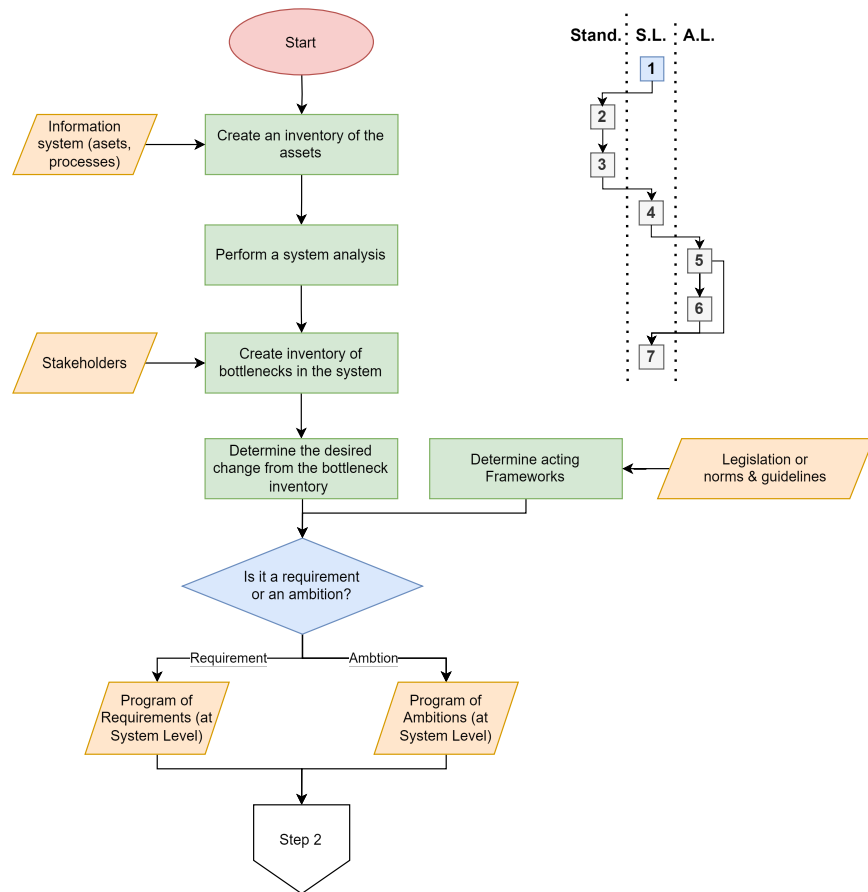 Start
Stand.
S.L.
A.L.
1
2
3
4
5
6
7
Information
system (asets,
processes)
Create an inventory of the
assets
Perform a system analysis
Stakeholders
Create inventory of
bottlenecks in the system
Determine the desired
change from the bottleneck
inventory
Determine acting
Frameworks
Legislation or
norms & guidelines
Is it a requirement
or an ambition?
Requirement
Ambtion
Program of
Requirements (at
System Level)
Program of
Ambitions (at
System Level)
Step 2